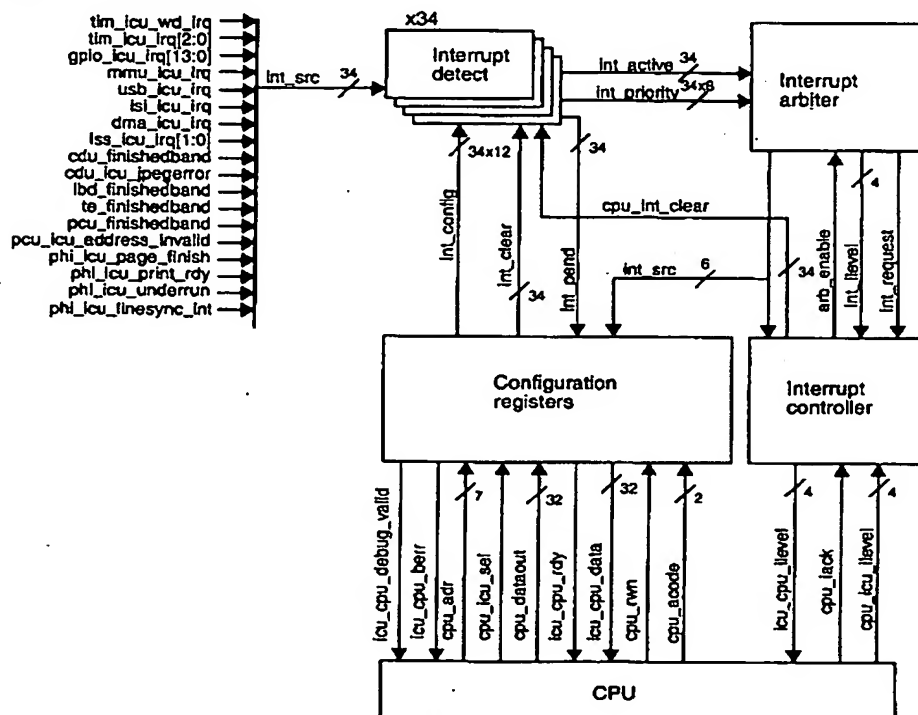 tim_icu_wd_irq
tim_icu_irq[2:0]
gpio_icu_irq[13:0]
mmu_icu_irq
usb_icu_irq
isi_icu_irq
dma_icu_irq
lss_icu_irq[1:0]
cdu_finishedband
cdu_icu_jpegerror
lbd_finishedband
te_finishedband
pcu_finishedband
pcu_icu_address_invalid
phi_icu_page_finish
phi_icu_print_rdy
phi_icu_underrun
phi_icu_linesync_int
int_src
34
x34
Interrupt
detect
int_active
34
int_priority
34x8
Interrupt
arbiter
34x12
34
int_config
int_clear
34
int_pend
cpu_int_clear
int_src
6
34
arb_enable
4
int_ilevel
int_request
Configuration
registers
Interrupt
controller
icu_cpu_debug_valid
icu_cpu_berr
7
cpu_adr
cpu_icu_sel
32
cpu_dataout
icu_cpu_rdy
32
icu_cpu_data
cpu_rwn
2
cpu_acode
4
icu_cpu_ilevel
cpu_iack
4
cpu_icu_ilevel
CPU